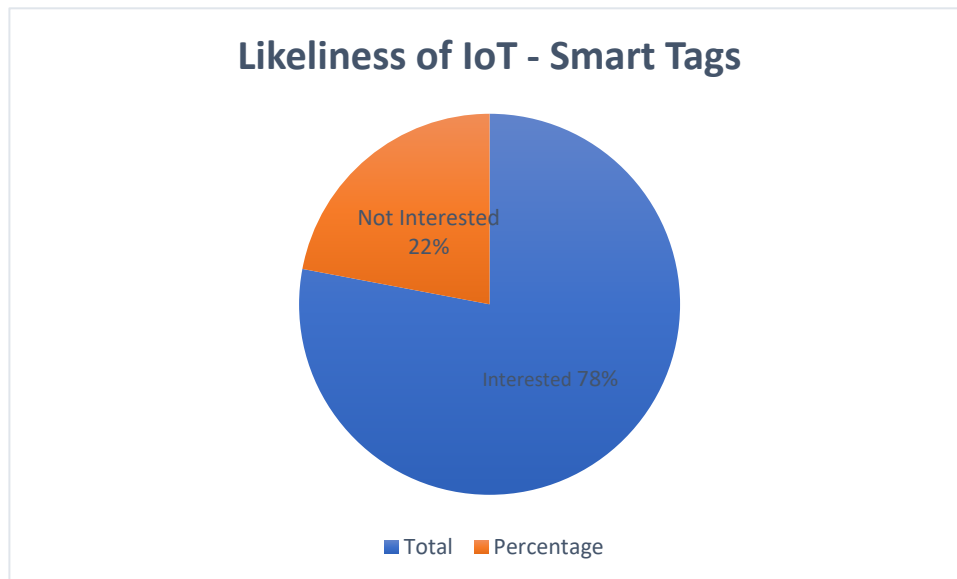 Likeliness of IoT - Smart Tags
Not Interested
22%
Interested 78%
Total Percentage